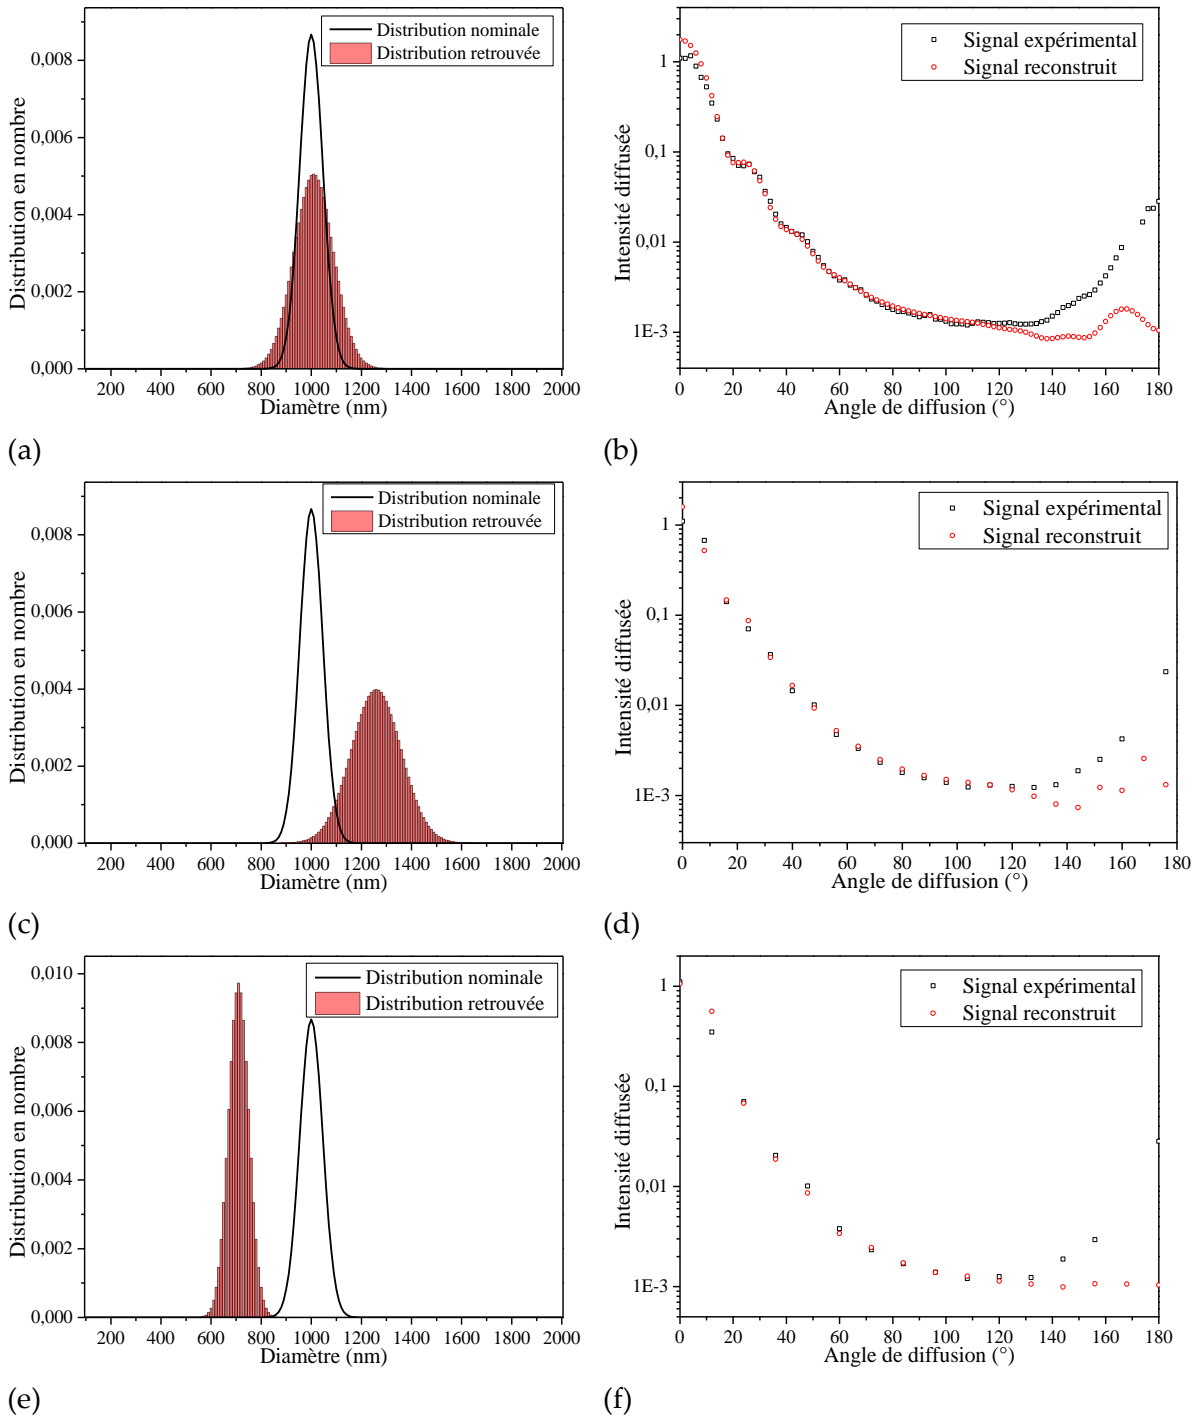 Distribution nominale
Distribution retrouvée
Distribution en nombre
0,008
0,006
0,004
0,002
0,000
200 400 600 800 1000 1200 1400 1600 1800 2000
Diamètre (nm)
(a)
Signal expérimental
Signal reconstruit
Intensité diffusée
1
0,1
0,01
1E-3
0 20 40 60 80 100 120 140 160 180
Angle de diffusion (°)
(b)
Distribution nominale
Distribution retrouvée
Distribution en nombre
0,008
0,006
0,004
0,002
0,000
200 400 600 800 1000 1200 1400 1600 1800 2000
Diamètre (nm)
(c)
Signal expérimental
Signal reconstruit
Intensité diffusée
1
0,1
0,01
1E-3
0 20 40 60 80 100 120 140 160 180
Angle de diffusion (°)
(d)
Distribution nominale
Distribution retrouvée
Distribution en nombre
0,010
0,008
0,006
0,004
0,002
0,000
200 400 600 800 1000 1200 1400 1600 1800 2000
Diamètre (nm)
(e)
Signal expérimental
Signal reconstruit
Intensité diffusée
1
0,1
0,01
1E-3
0 20 40 60 80 100 120 140 160 180
Angle de diffusion (°)
(f)